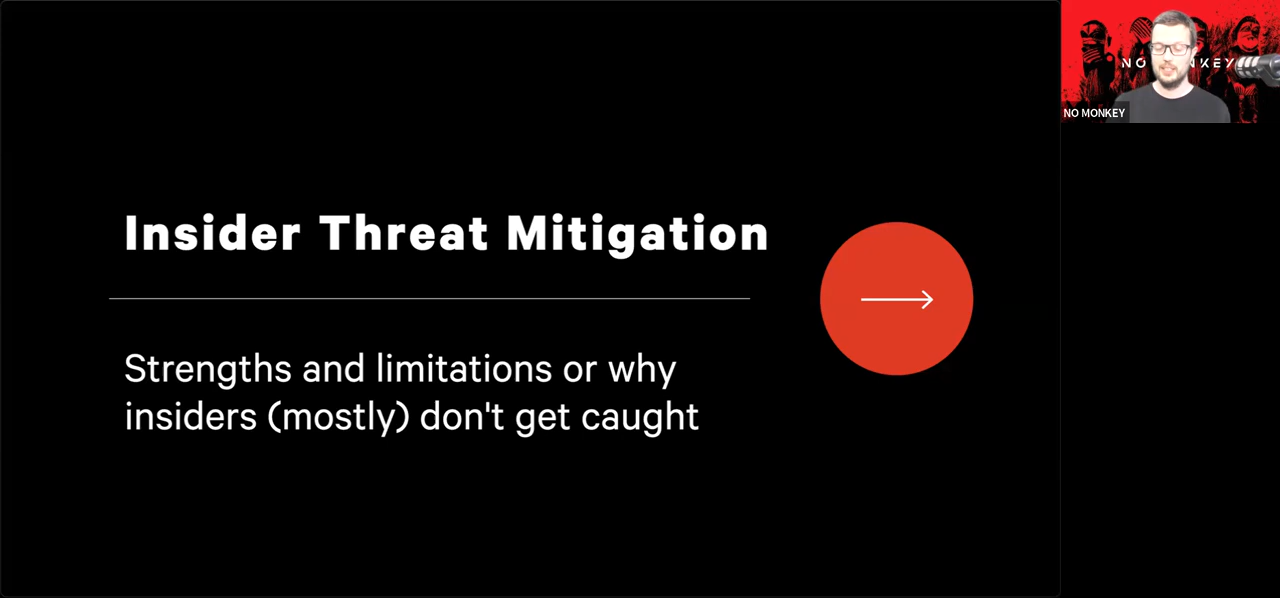 Insider Threat Mitigation
Strengths and limitations or why
insiders (mostly) don't get caught
NO MONKEY